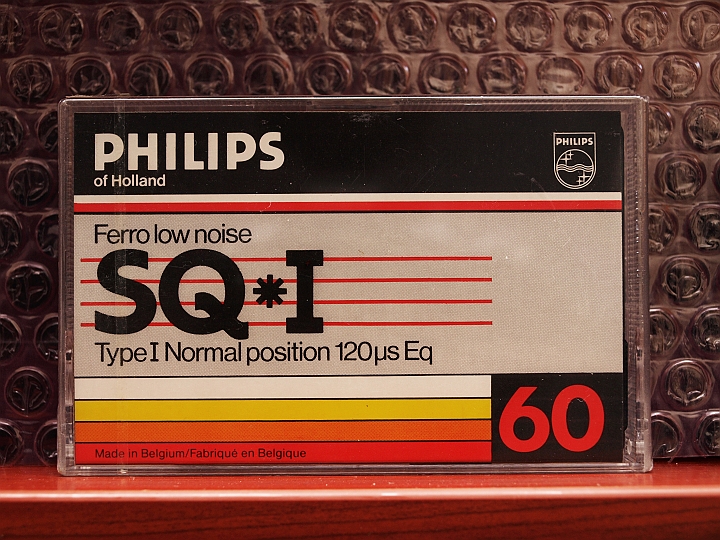 PHILIPS
of Holland
PHILIPS
Ferro low noise
SQ*I
Type I Normal position 120µs Eq
60
Made in Belgium/Fabriqué en Belgique